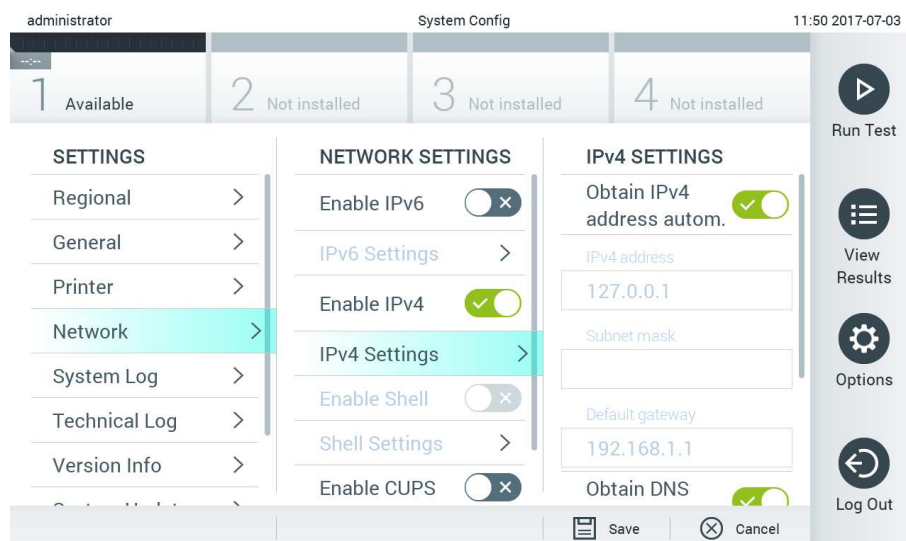 administrator
System Config
11:50 2017-07-03
--:--
1 Available
2 Not installed
3 Not installed
4 Not installed
SETTINGS
Regional
General
Printer
Network
System Log
Technical Log
Version Info
NETWORK SETTINGS
Enable IPv6
IPv6 Settings
Enable IPv4
IPv4 Settings
Enable Shell
Shell Settings
Enable CUPS
IPv4 SETTINGS
Obtain IPv4
address autom.
IPv4 address
127.0.0.1
Subnet mask
Default gateway
192.168.1.1
Obtain DNS
Run Test
View
Results
Options
Log Out
Save
Cancel